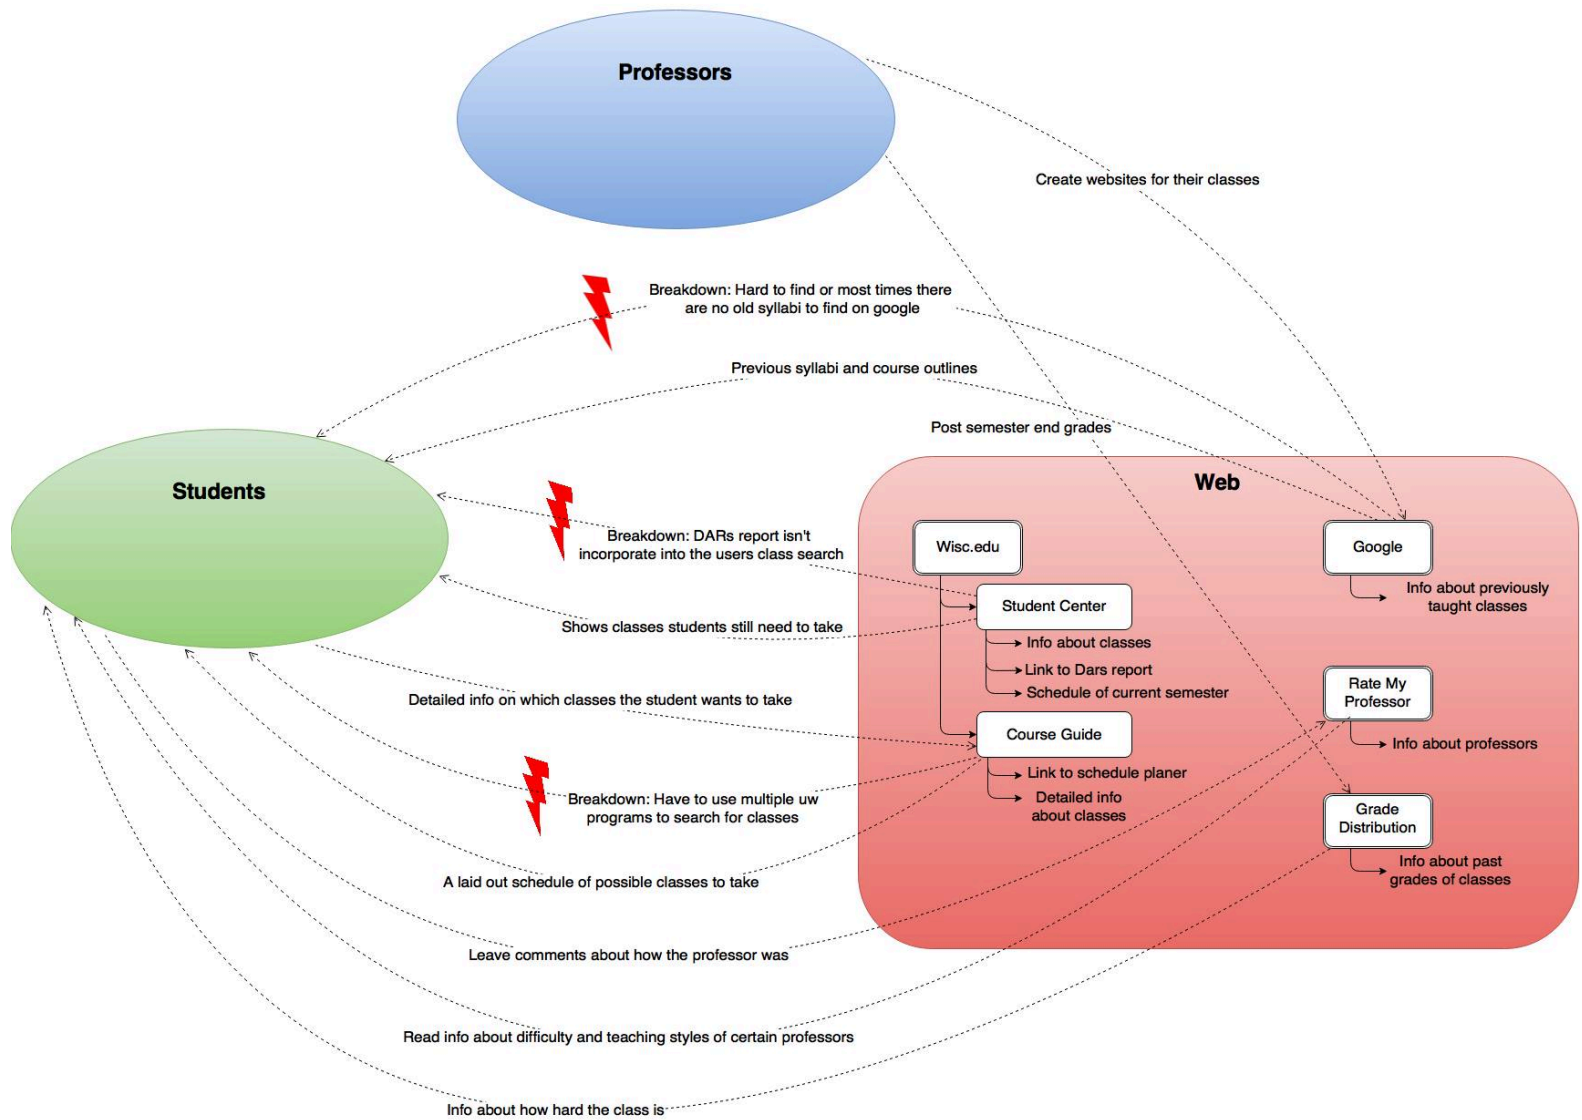 Professors
Create websites for their classes
Breakdown: Hard to find or most times there
are no old syllabi to find on google
Previous syllabi and course outlines
Post semester end grades
Students
Web
Breakdown: DARs report isn't
incorporate into the users class search
Wisc.edu
Google
Info about previously
taught classes
Student Center
Shows classes students still need to take
Info about classes
Link to Dars report
Schedule of current semester
Detailed info on which classes the student wants to take
Rate My
Professor
Info about professors
Course Guide
Link to schedule planer
Detailed info
about classes
Breakdown: Have to use multiple uw
programs to search for classes
Grade
Distribution
Info about past
grades of classes
A laid out schedule of possible classes to take
Leave comments about how the professor was
Read info about difficulty and teaching styles of certain professors
Info about how hard the class is